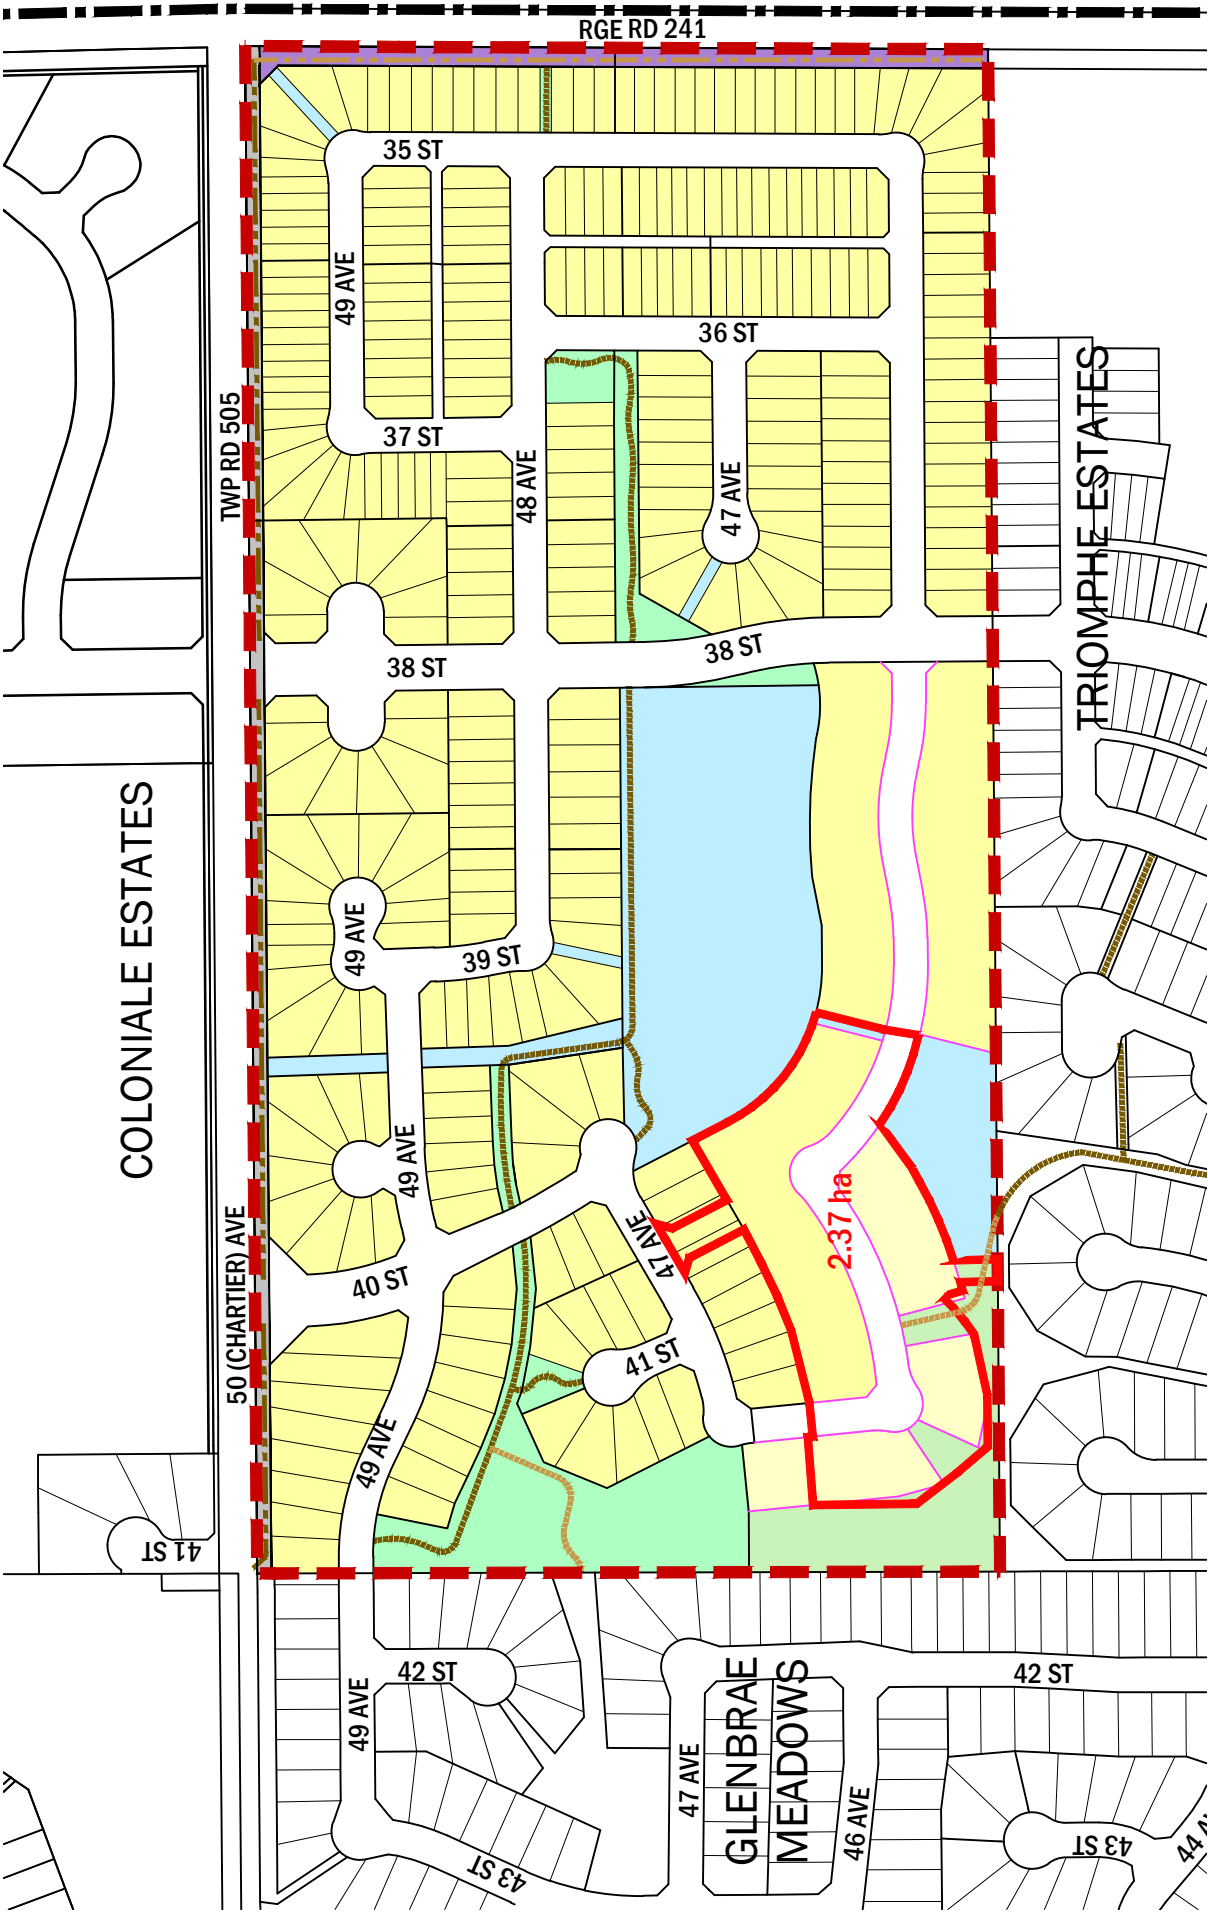 RGE RD 241
35 ST
49 AVE
36 ST
TRIOMPHE ESTATES
TWP RD 505
37 ST
48 AVE
47 AVE
38 ST
38 ST
COLONIALE ESTATES
49 AVE
39 ST
49 AVE
2.37 ha
47 AVE
50 (CHARTIER) AVE
40 ST
41 ST
49 AVE
41 ST
42 ST
42 ST
49 AVE
GLENBRAE
MEADOWS
47 AVE
46 AVE
43 ST
43 ST